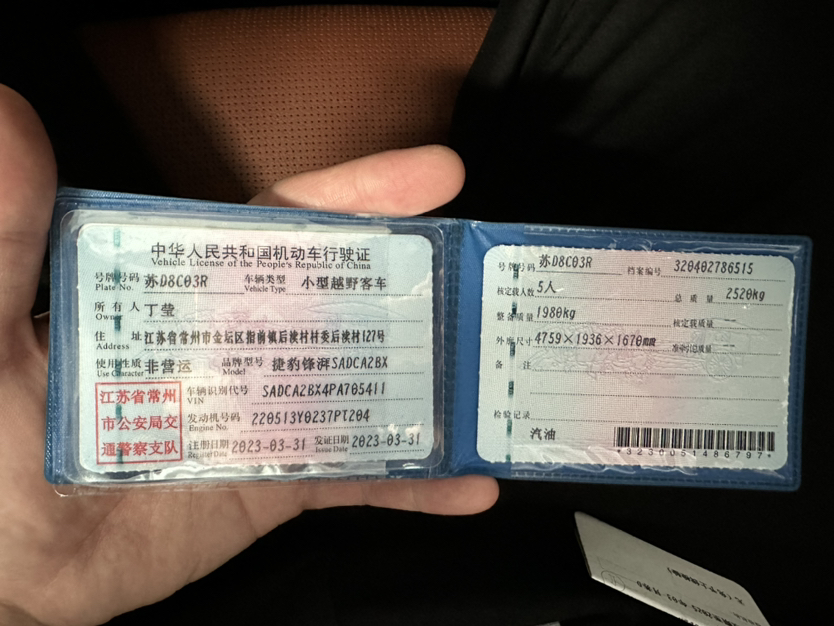 中华人民共和国机动车行驶证
Vehicle License of the People's Republic of China
号牌号码 苏D8C03R 车辆类型 小型越野客车
Plate No. Vehicle Type
所有人 丁莹
Owner
住址 江苏省常州市金坛区指前镇后渎村村委后渎村127号
Address
使用性质 非营运 品牌型号 捷豹锋湃SADCA2BX
Use Character Model
江苏省常州
市公安局交
通警察支队
车辆识别代号 SADCA2BX4PA705411
VIN
发动机号码 220513Y0237PT204
Engine No.
注册日期 2023-03-31 发证日期 2023-03-31
Register Date Issue Date
号牌号码 苏D8C03R 档案编号 320402786515
核定载人数 5人 总质量 2520kg
整备质量 1980kg 核定载质量 --
外廓尺寸 4759×1936×1670mm 准牵引总质量 --
备注
检验记录
汽油
*3230051486797*